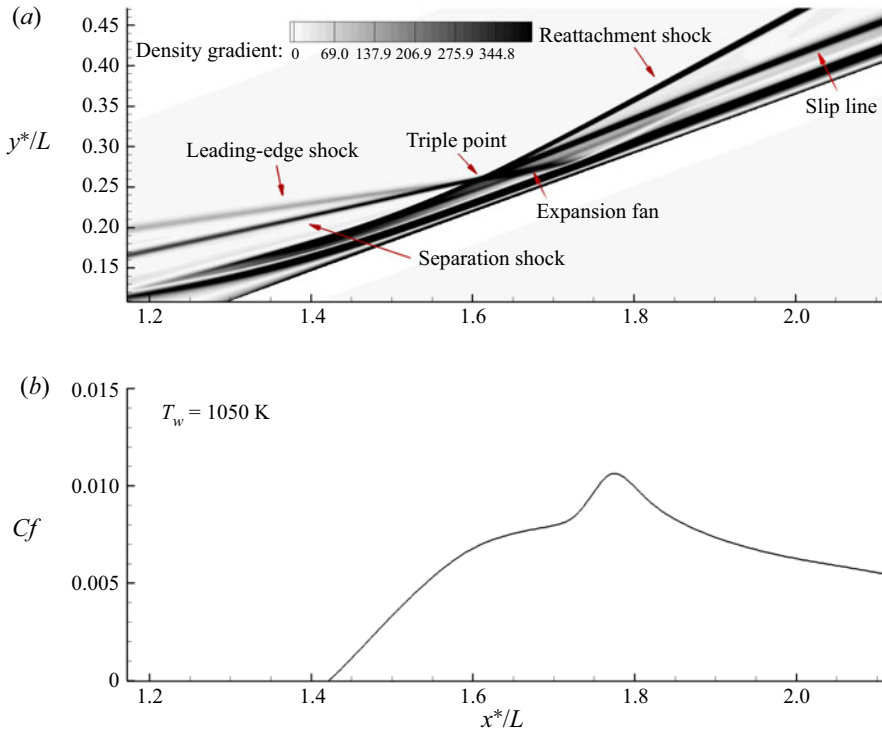 (a)
0.45
Density gradient:
0 69.0 137.9 206.9 275.9 344.8
Reattachment shock
0.40
0.35
Slip line
0.30
y*/L
Triple point
Leading-edge shock
0.25
Expansion fan
0.20
Separation shock
0.15
1.2 1.4 1.6 1.8 2.0
(b)
0.015
T_w = 1050 K
0.010
Cf
0.005
0
1.2 1.4 1.6 1.8 2.0
x*/L